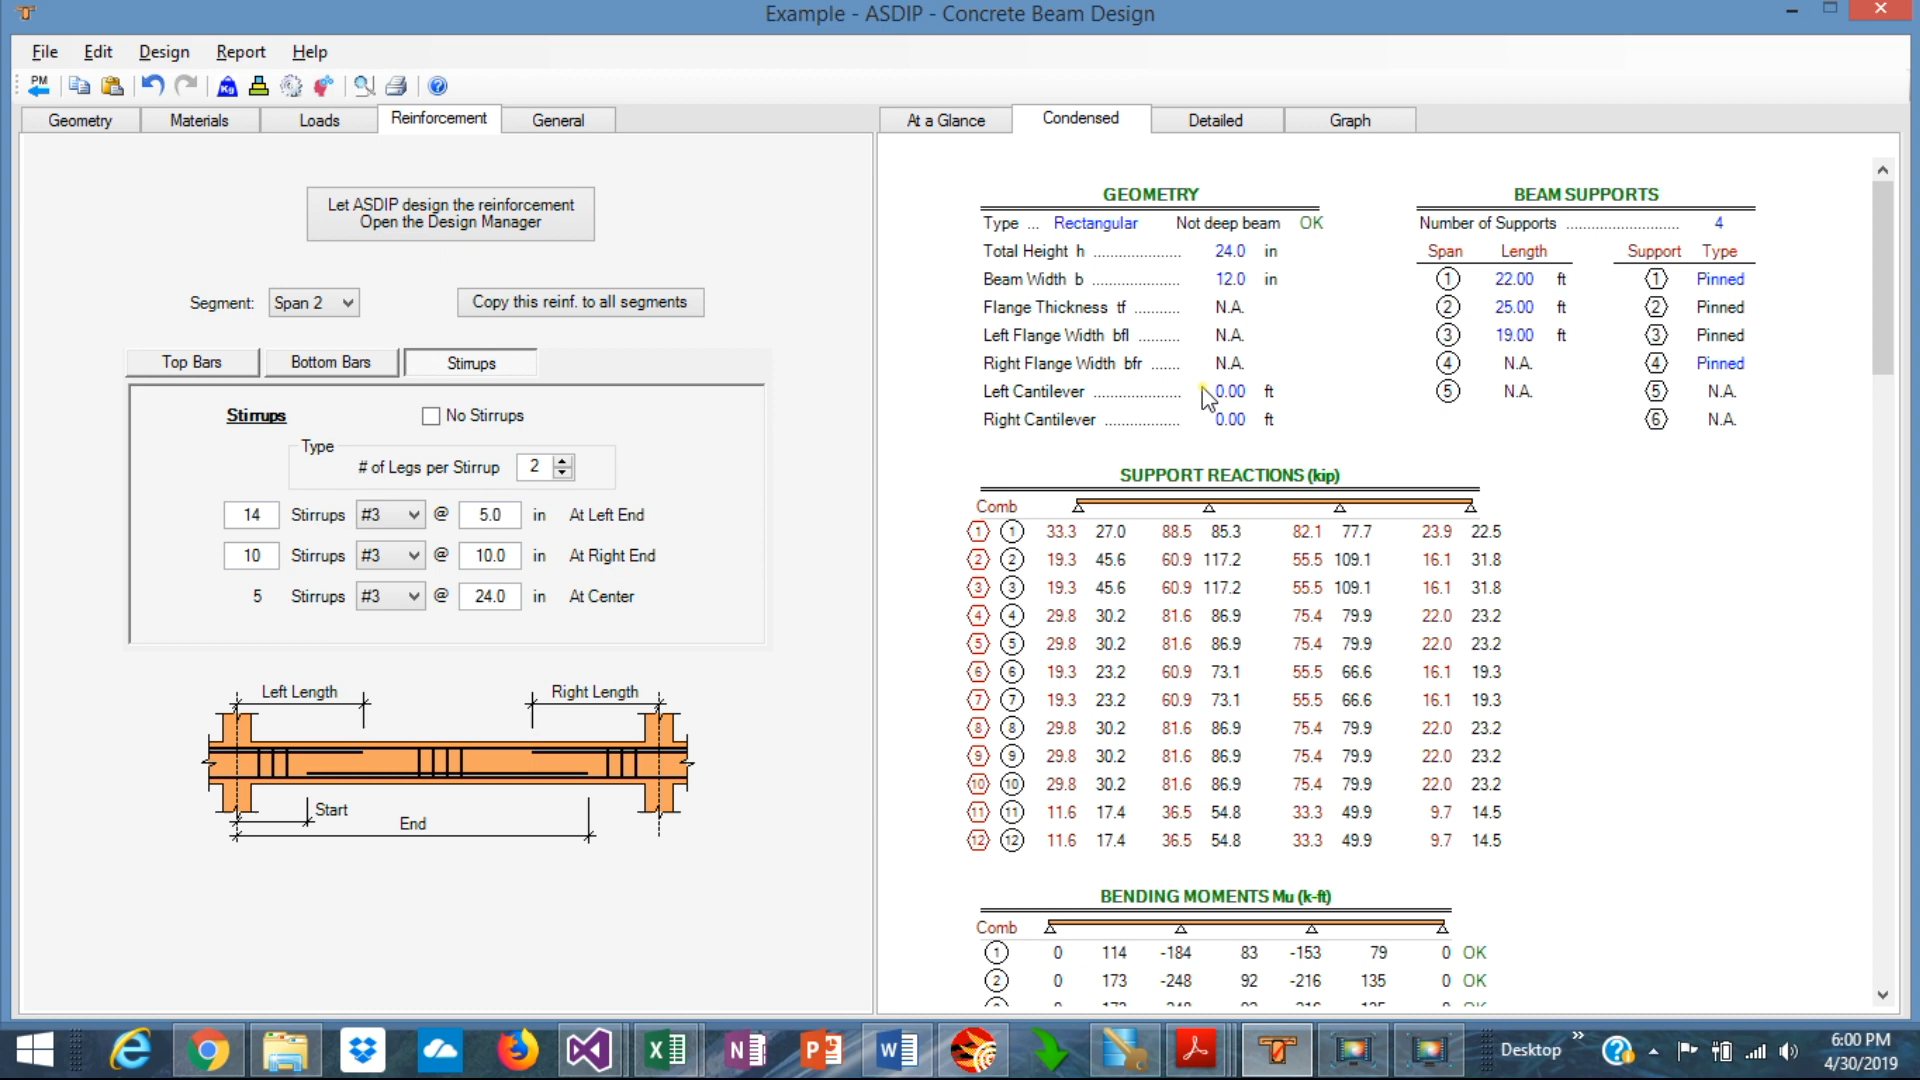 Example - ASDIP - Concrete Beam Design
File Edit Design Report Help
PM Kg ?
Geometry Materials Loads Reinforcement General
At a Glance Condensed Detailed Graph
Let ASDIP design the reinforcement
Open the Design Manager
Segment: Span 2 Copy this reinf. to all segments
Top Bars Bottom Bars Stirrups
Stirrups No Stirrups
Type
# of Legs per Stirrup 2
14 Stirrups #3 @ 5.0 in At Left End
10 Stirrups #3 @ 10.0 in At Right End
5 Stirrups #3 @ 24.0 in At Center
Left Length Right Length
Start
End
GEOMETRY
Type ... Rectangular Not deep beam OK
Total Height h ..................... 24.0 in
Beam Width b ..................... 12.0 in
Flange Thickness tf ........... N.A.
Left Flange Width bfl .......... N.A.
Right Flange Width bfr ....... N.A.
Left Cantilever ..................... 0.00 ft
Right Cantilever .................. 0.00 ft
BEAM SUPPORTS
Number of Supports ........................... 4
Span Length Support Type
1 22.00 ft 1 Pinned
2 25.00 ft 2 Pinned
3 19.00 ft 3 Pinned
4 N.A. 4 Pinned
5 N.A. 5 N.A.
6 N.A.
SUPPORT REACTIONS (kip)
Comb
1 1 33.3 27.0 88.5 85.3 82.1 77.7 23.9 22.5
2 2 19.3 45.6 60.9 117.2 55.5 109.1 16.1 31.8
3 3 19.3 45.6 60.9 117.2 55.5 109.1 16.1 31.8
4 4 29.8 30.2 81.6 86.9 75.4 79.9 22.0 23.2
5 5 29.8 30.2 81.6 86.9 75.4 79.9 22.0 23.2
6 6 19.3 23.2 60.9 73.1 55.5 66.6 16.1 19.3
7 7 19.3 23.2 60.9 73.1 55.5 66.6 16.1 19.3
8 8 29.8 30.2 81.6 86.9 75.4 79.9 22.0 23.2
9 9 29.8 30.2 81.6 86.9 75.4 79.9 22.0 23.2
10 10 29.8 30.2 81.6 86.9 75.4 79.9 22.0 23.2
11 11 11.6 17.4 36.5 54.8 33.3 49.9 9.7 14.5
12 12 11.6 17.4 36.5 54.8 33.3 49.9 9.7 14.5
BENDING MOMENTS Mu (k-ft)
Comb
1 0 114 -184 83 -153 79 0 OK
2 0 173 -248 92 -216 135 0 OK
Desktop
6:00 PM
4/30/2019